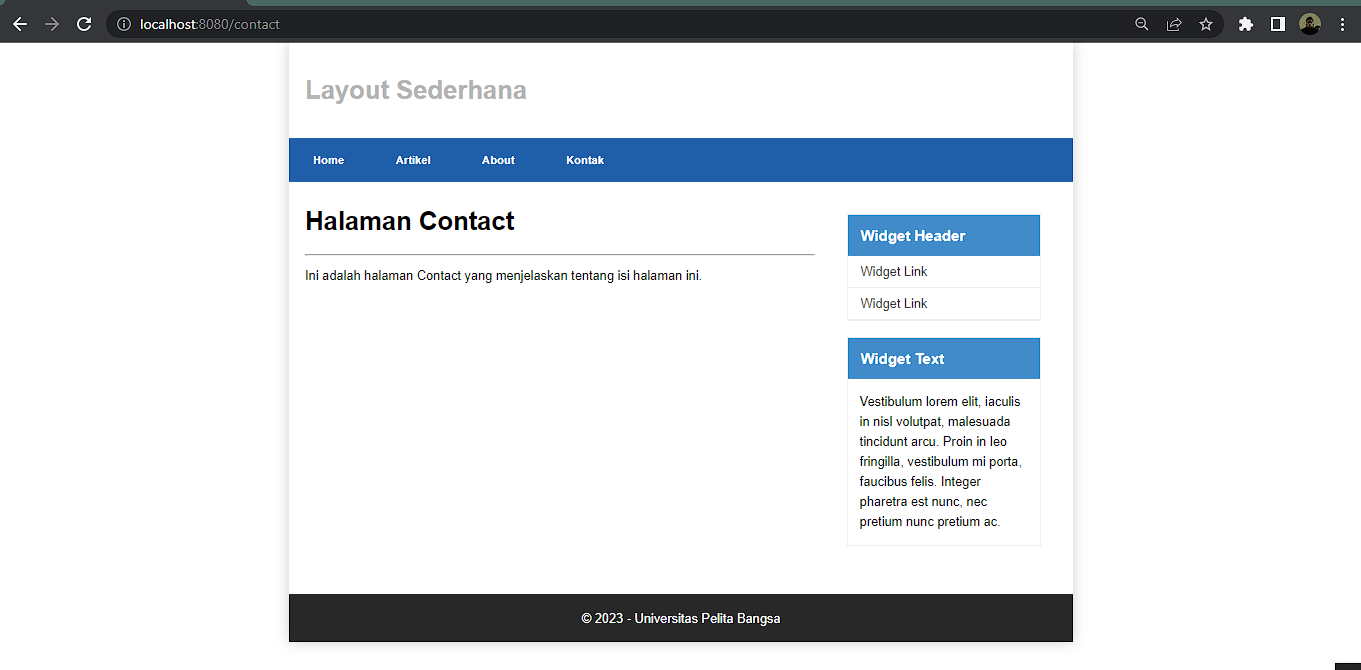 localhost:8080/contact
Layout Sederhana
Home Artikel About Kontak
Halaman Contact
Ini adalah halaman Contact yang menjelaskan tentang isi halaman ini.
Widget Header
Widget Link
Widget Link
Widget Text
Vestibulum lorem elit, iaculis
in nisl volutpat, malesuada
tincidunt arcu. Proin in leo
fringilla, vestibulum mi porta,
faucibus felis. Integer
pharetra est nunc, nec
pretium nunc pretium ac.
© 2023 - Universitas Pelita Bangsa